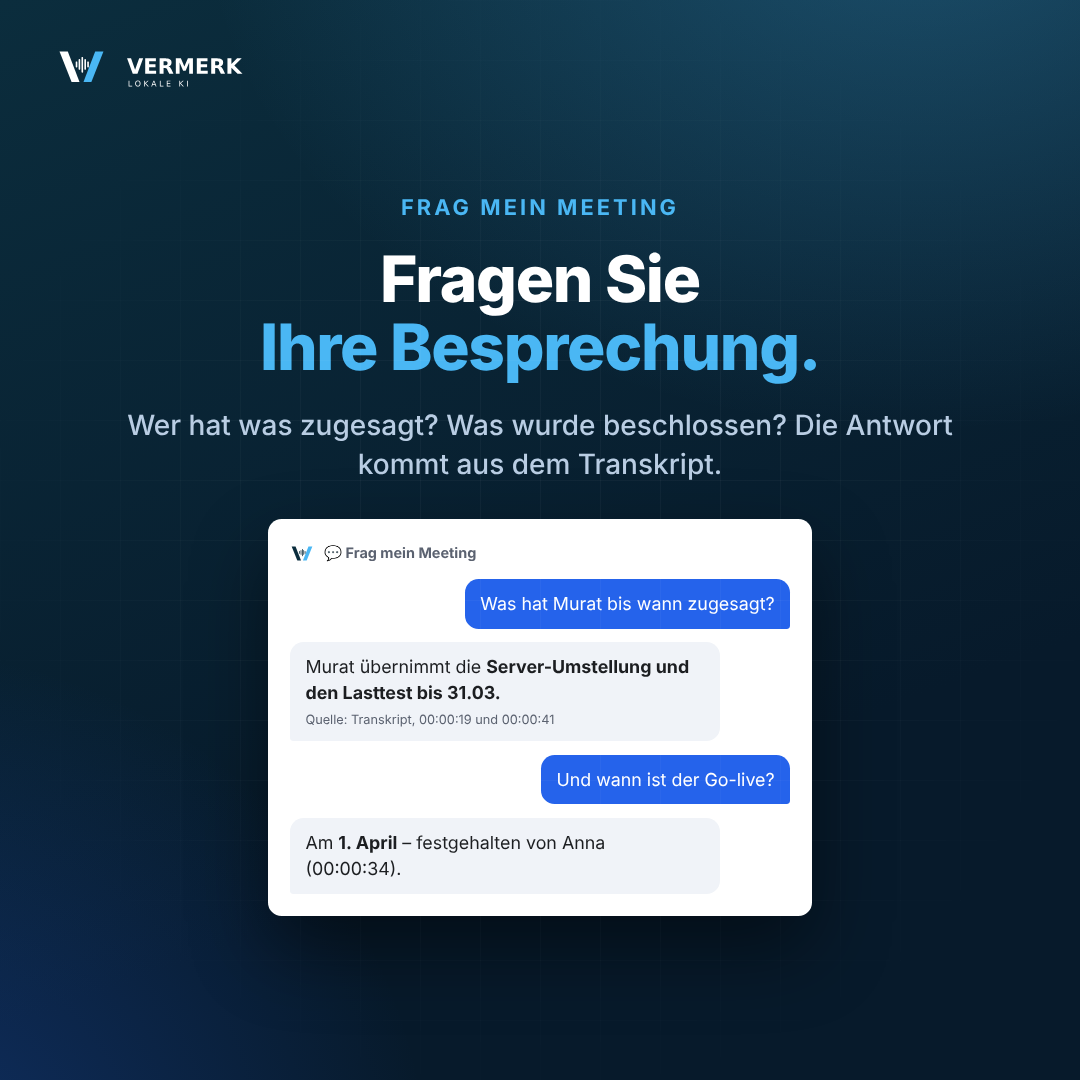 VERMERK
LOKALE KI
FRAG MEIN MEETING
Fragen Sie
Ihre Besprechung.
Wer hat was zugesagt? Was wurde beschlossen? Die Antwort
kommt aus dem Transkript.
💬 Frag mein Meeting
Was hat Murat bis wann zugesagt?
Murat übernimmt die Server-Umstellung und
den Lasttest bis 31.03.
Quelle: Transkript, 00:00:19 und 00:00:41
Und wann ist der Go-live?
Am 1. April – festgehalten von Anna
(00:00:34).